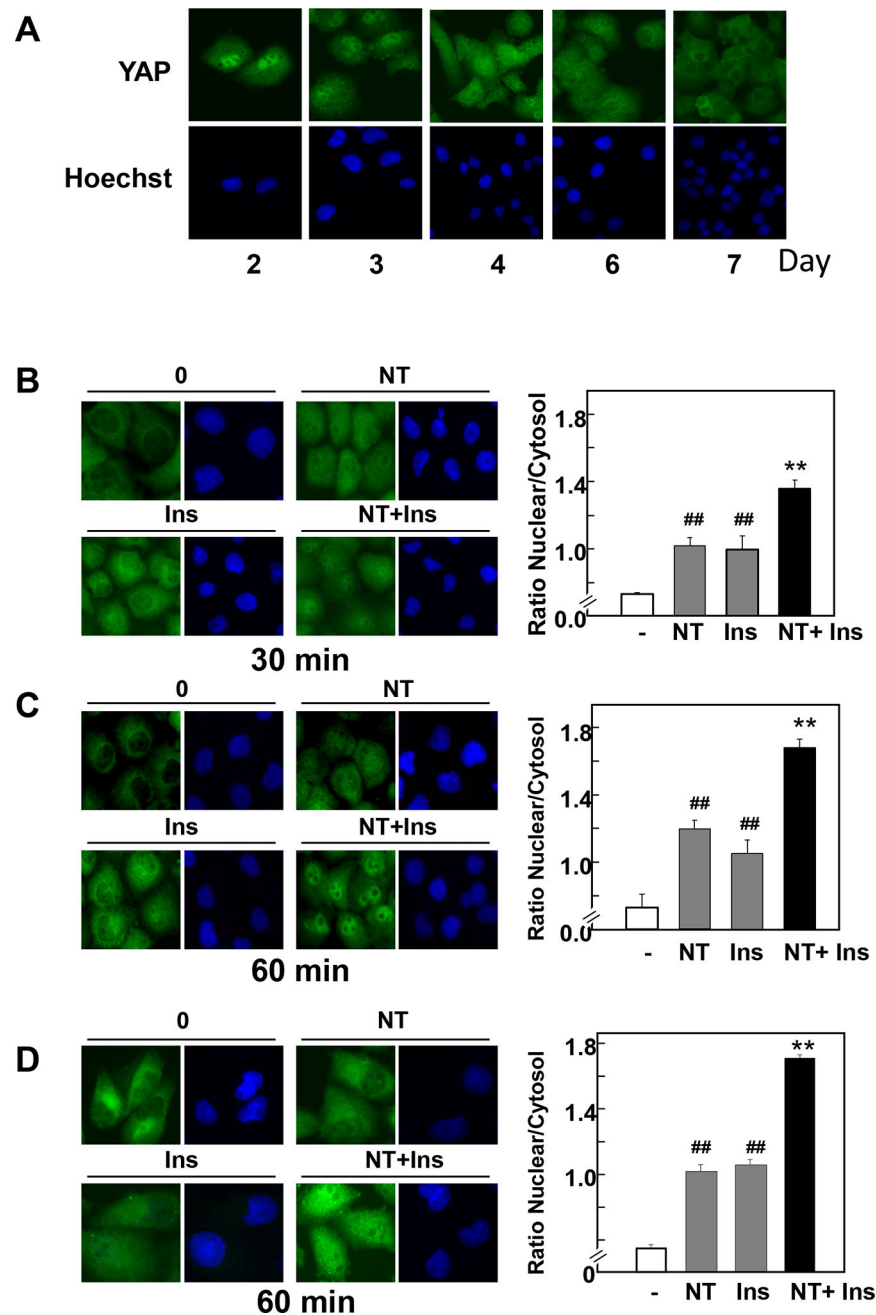 A
YAP
Hoechst
2 3 4 6 7 Day
B
0 NT
Ins NT+Ins
30 min
Ratio Nuclear/Cytosol
1.8
1.4
1.0
0.0
## ## **
- NT Ins NT+ Ins
C
0 NT
Ins NT+Ins
60 min
Ratio Nuclear/Cytosol
1.8
1.4
1.0
0.0
## ## **
- NT Ins NT+ Ins
D
0 NT
Ins NT+Ins
60 min
Ratio Nuclear/Cytosol
1.8
1.4
1.0
0
## ## **
- NT Ins NT+ Ins